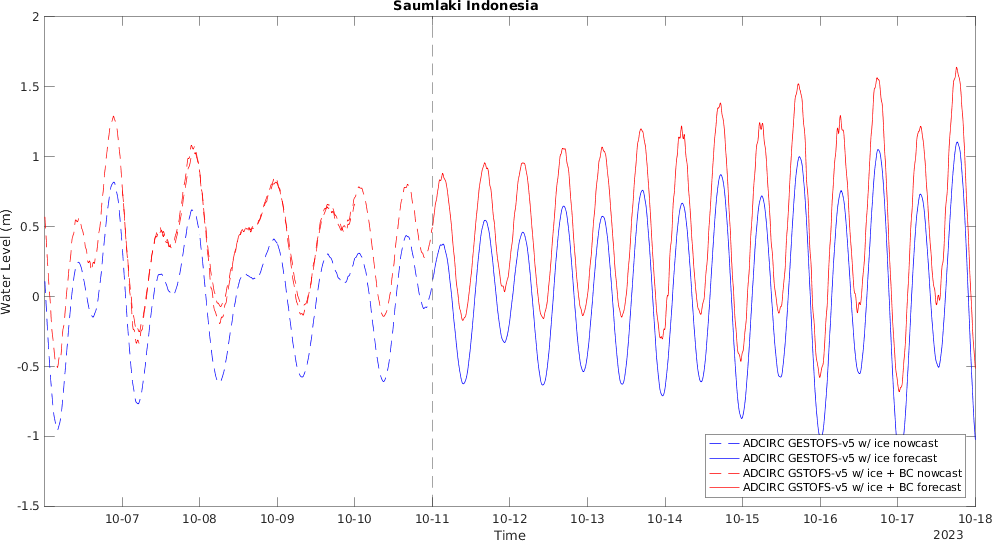 Saumlaki Indonesia
2
1.5
1
0.5
0
-0.5
-1
-1.5
Water Level (m)
10-07 10-08 10-09 10-10 10-11 10-12 10-13 10-14 10-15 10-16 10-17 10-18
Time
2023
ADCIRC GESTOFS-v5 w/ ice nowcast
ADCIRC GESTOFS-v5 w/ ice forecast
ADCIRC GSTOFS-v5 w/ ice + BC nowcast
ADCIRC GSTOFS-v5 w/ ice + BC forecast